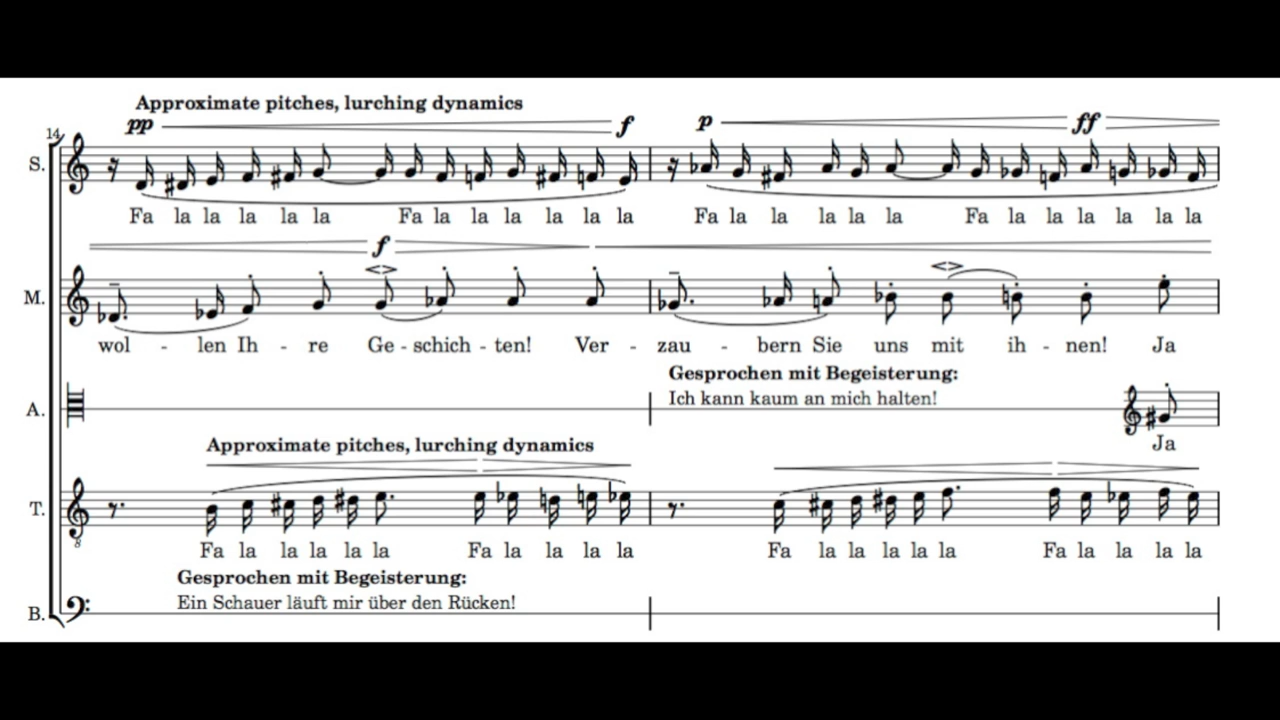 Approximate pitches, lurching dynamics
14 pp f p ff
S.
Fa la la la la la Fa la la la la la la Fa la la la la la Fa la la la la la la
f
M.
wol - len Ih - re Ge - schich - ten! Ver - zau - bern Sie uns mit ih - nen! Ja
Gesprochen mit Begeisterung:
A. Ich kann kaum an mich halten!
Ja
Approximate pitches, lurching dynamics
T.
8
Fa la la la la la Fa la la la la Fa la la la la la Fa la la la la
Gesprochen mit Begeisterung:
B. Ein Schauer läuft mir über den Rücken!